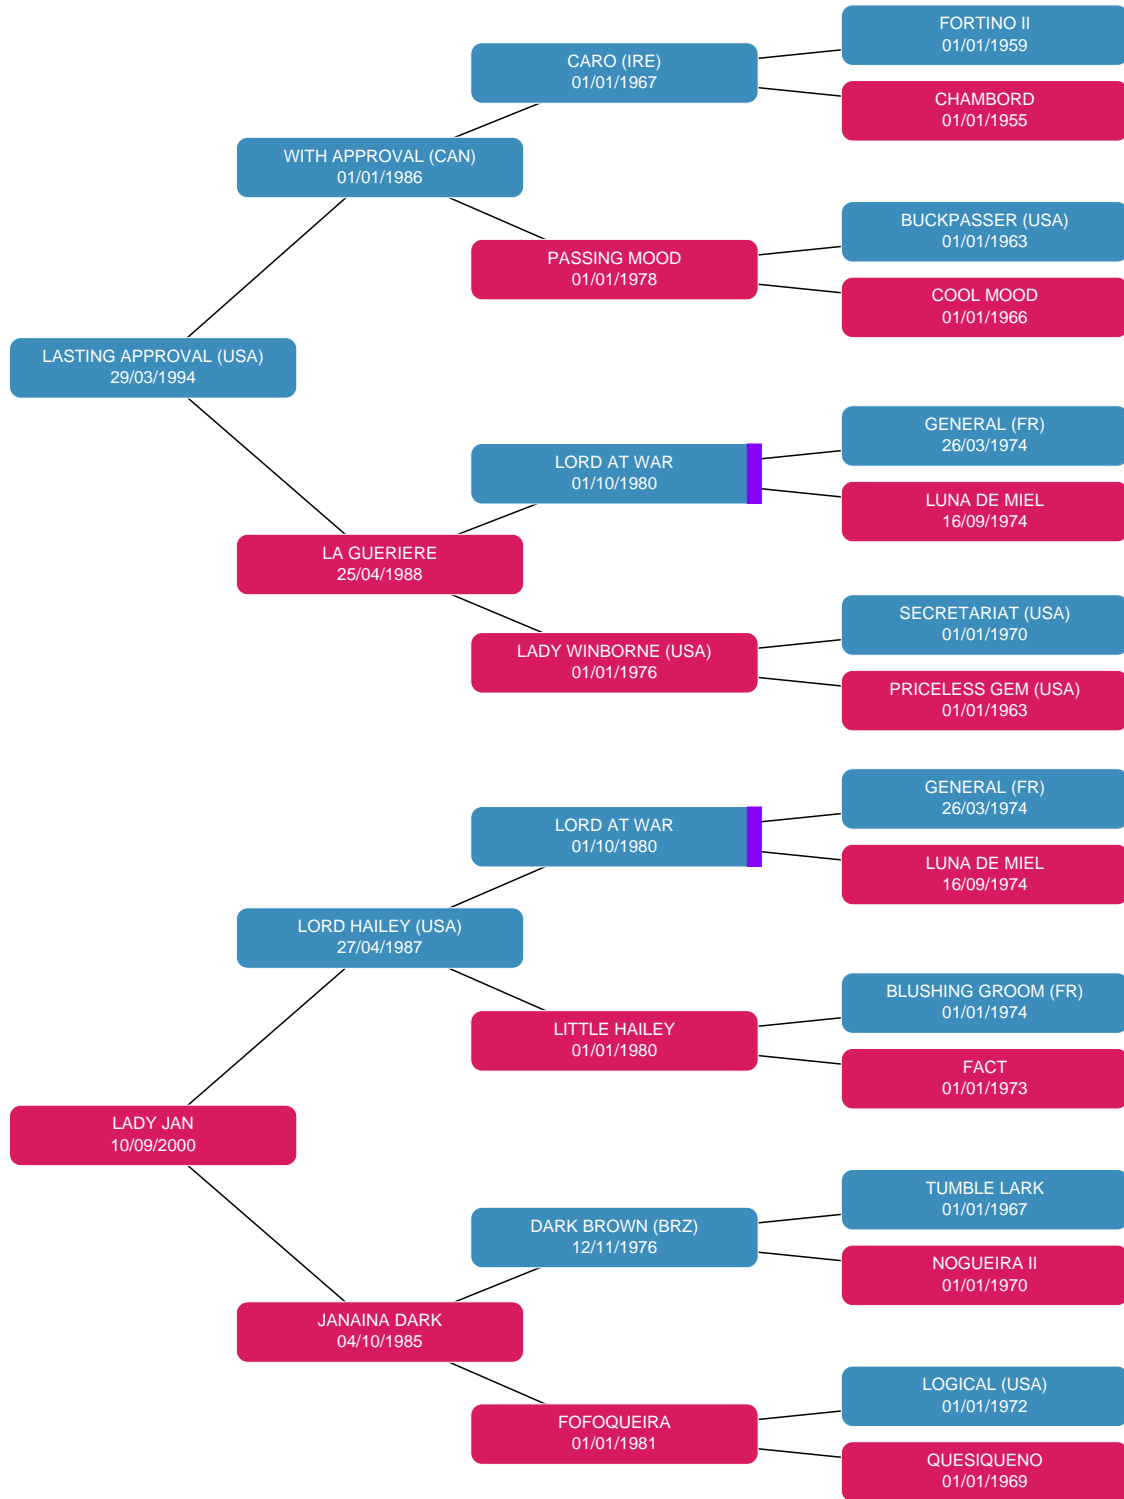 FORTINO II
01/01/1959
CARO (IRE)
01/01/1967
CHAMBORD
01/01/1955
WITH APPROVAL (CAN)
01/01/1986
BUCKPASSER (USA)
01/01/1963
PASSING MOOD
01/01/1978
COOL MOOD
01/01/1966
LASTING APPROVAL (USA)
29/03/1994
GENERAL (FR)
26/03/1974
LORD AT WAR
01/10/1980
LUNA DE MIEL
16/09/1974
LA GUERIERE
25/04/1988
SECRETARIAT (USA)
01/01/1970
LADY WINBORNE (USA)
01/01/1976
PRICELESS GEM (USA)
01/01/1963
GENERAL (FR)
26/03/1974
LORD AT WAR
01/10/1980
LUNA DE MIEL
16/09/1974
LORD HAILEY (USA)
27/04/1987
BLUSHING GROOM (FR)
01/01/1974
LITTLE HAILEY
01/01/1980
FACT
01/01/1973
LADY JAN
10/09/2000
TUMBLE LARK
01/01/1967
DARK BROWN (BRZ)
12/11/1976
NOGUEIRA II
01/01/1970
JANAINA DARK
04/10/1985
LOGICAL (USA)
01/01/1972
FOFOQUEIRA
01/01/1981
QUESIQUENO
01/01/1969